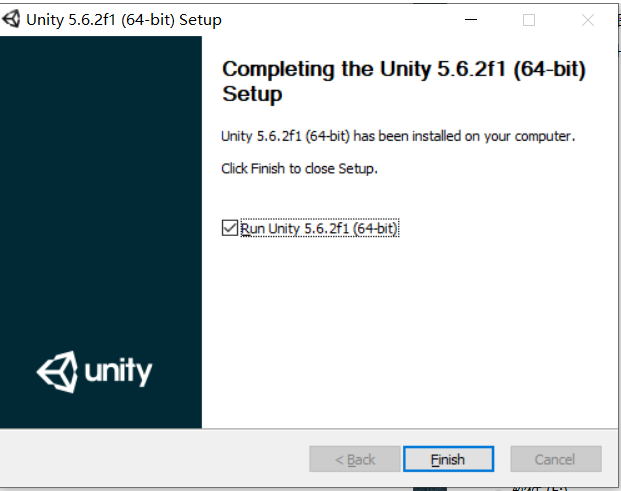 Unity 5.6.2f1 (64-bit) Setup
Completing the Unity 5.6.2f1 (64-bit)
Setup
Unity 5.6.2f1 (64-bit) has been installed on your computer.
Click Finish to close Setup.
Run Unity 5.6.2f1 (64-bit)
unity
< Back
Finish
Cancel